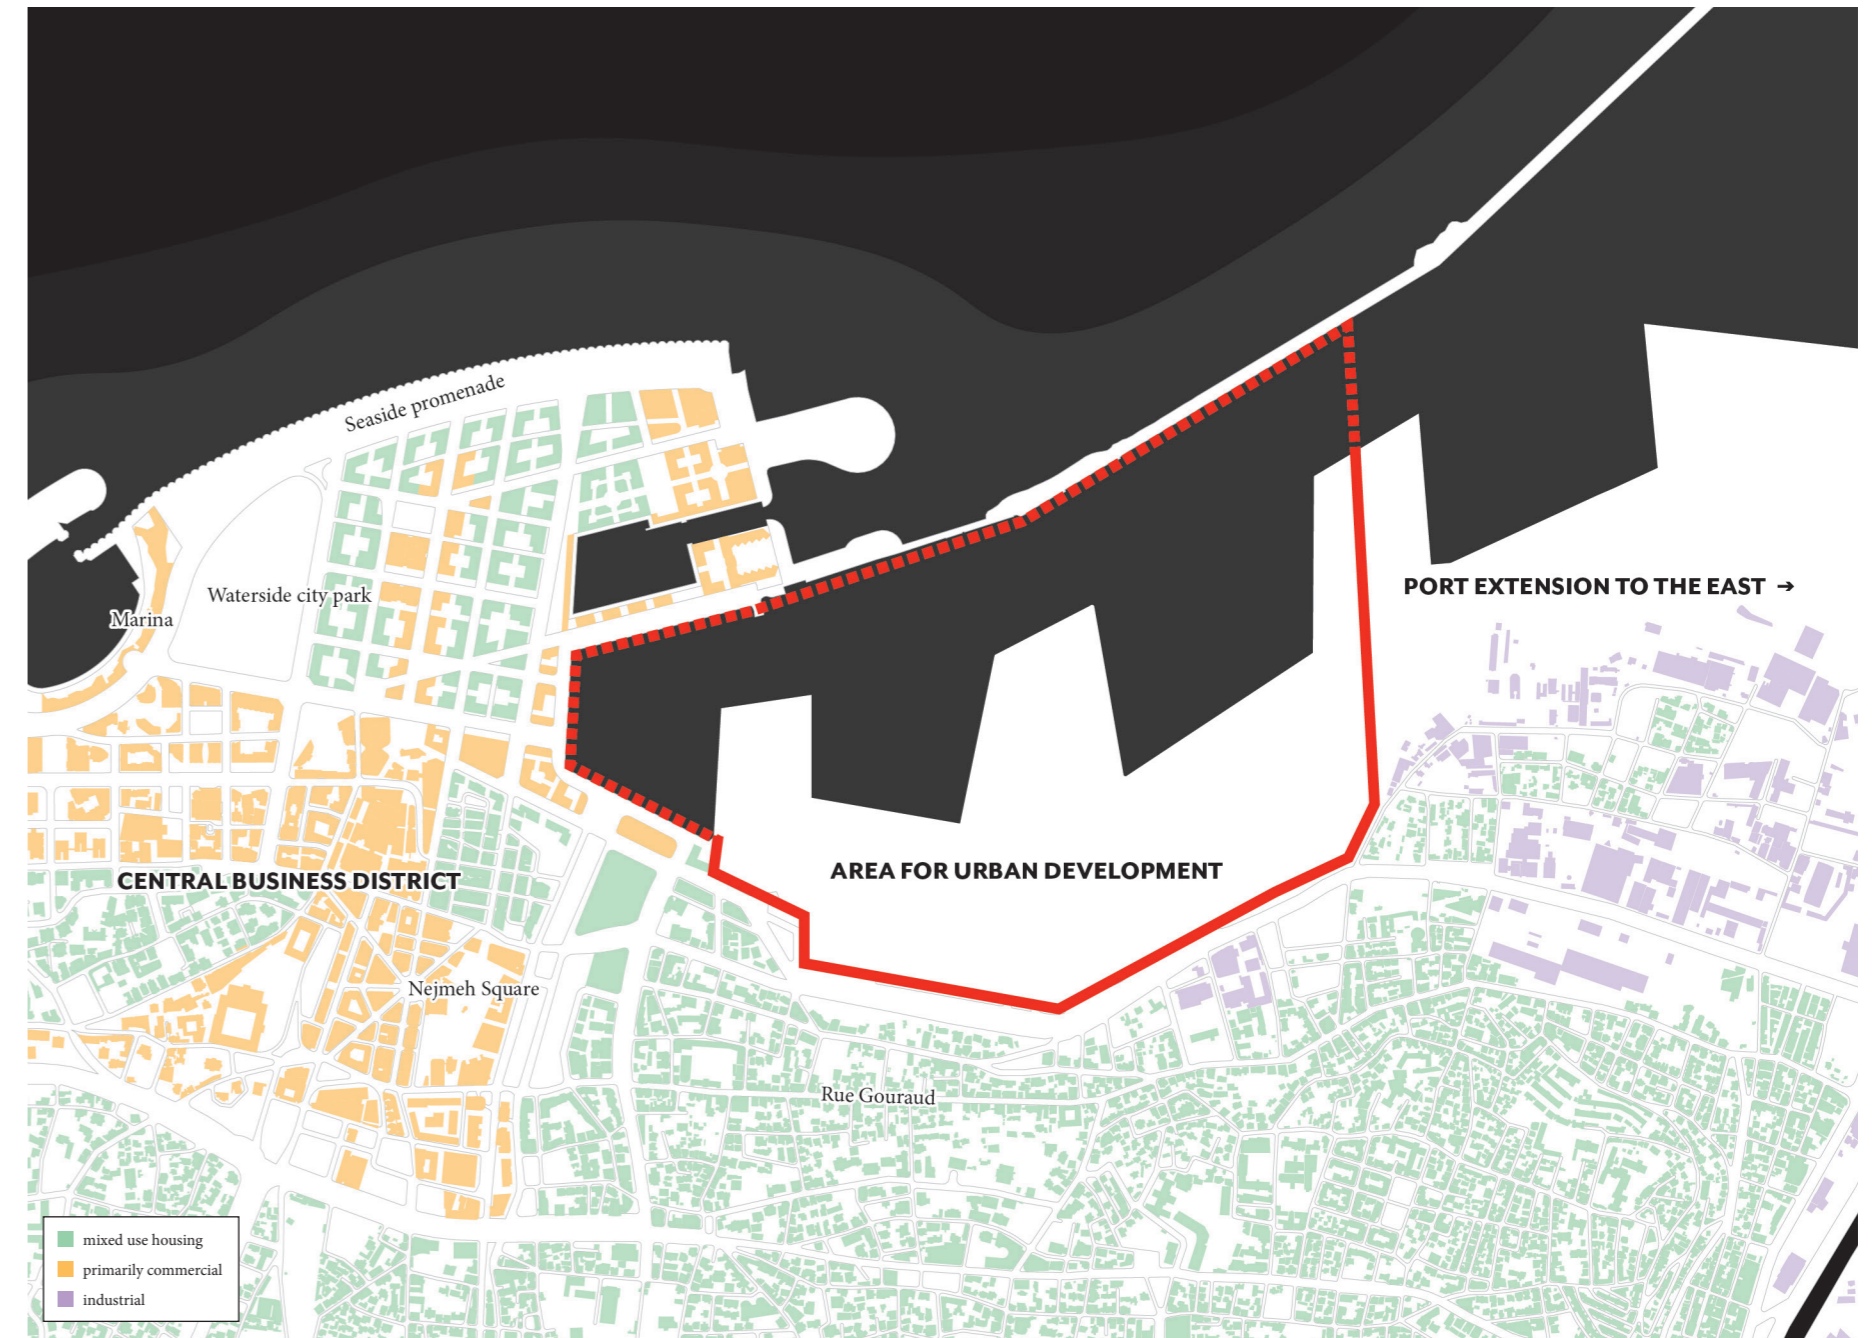 Seaside promenade
PORT EXTENSION TO THE EAST →
Waterside city park
Marina
AREA FOR URBAN DEVELOPMENT
CENTRAL BUSINESS DISTRICT
Nejmeh Square
Rue Gouraud
mixed use housing
primarily commercial
industrial